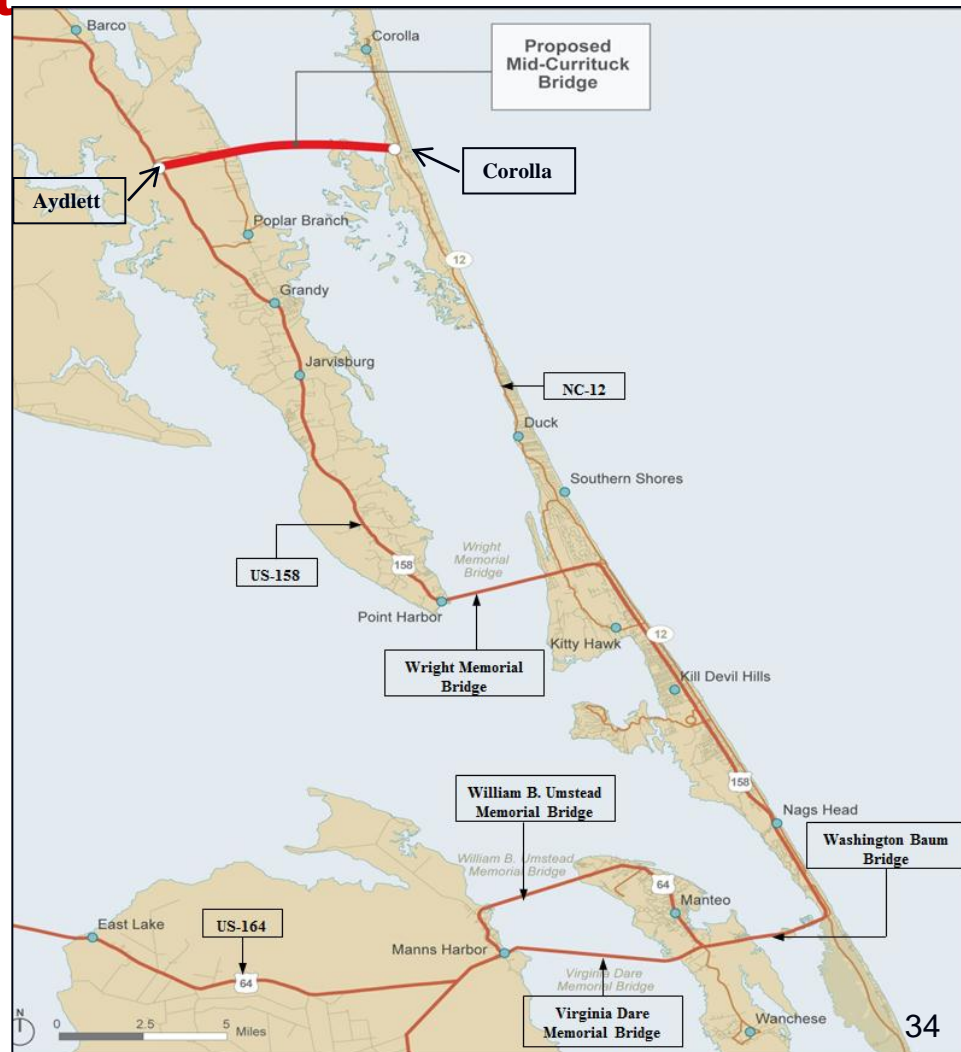 Barco
Corolla
Proposed
Mid-Currituck
Bridge
Aydlett
Corolla
Poplar Branch
12
Grandy
Jarvisburg
NC-12
Duck
Southern Shores
Wright
Memorial
Bridge
US-158
158
Point Harbor
12
Kitty Hawk
Wright Memorial
Bridge
Kill Devil Hills
158
William B. Umstead
Memorial Bridge
Nags Head
Washington Baum
Bridge
William B. Umstead
Memorial Bridge
64
Manteo
East Lake
US-164
Manns Harbor
64
Virginia Dare
Memorial Bridge
Virginia Dare
Memorial Bridge
Wanchese
N
0 2.5 5
Miles
34